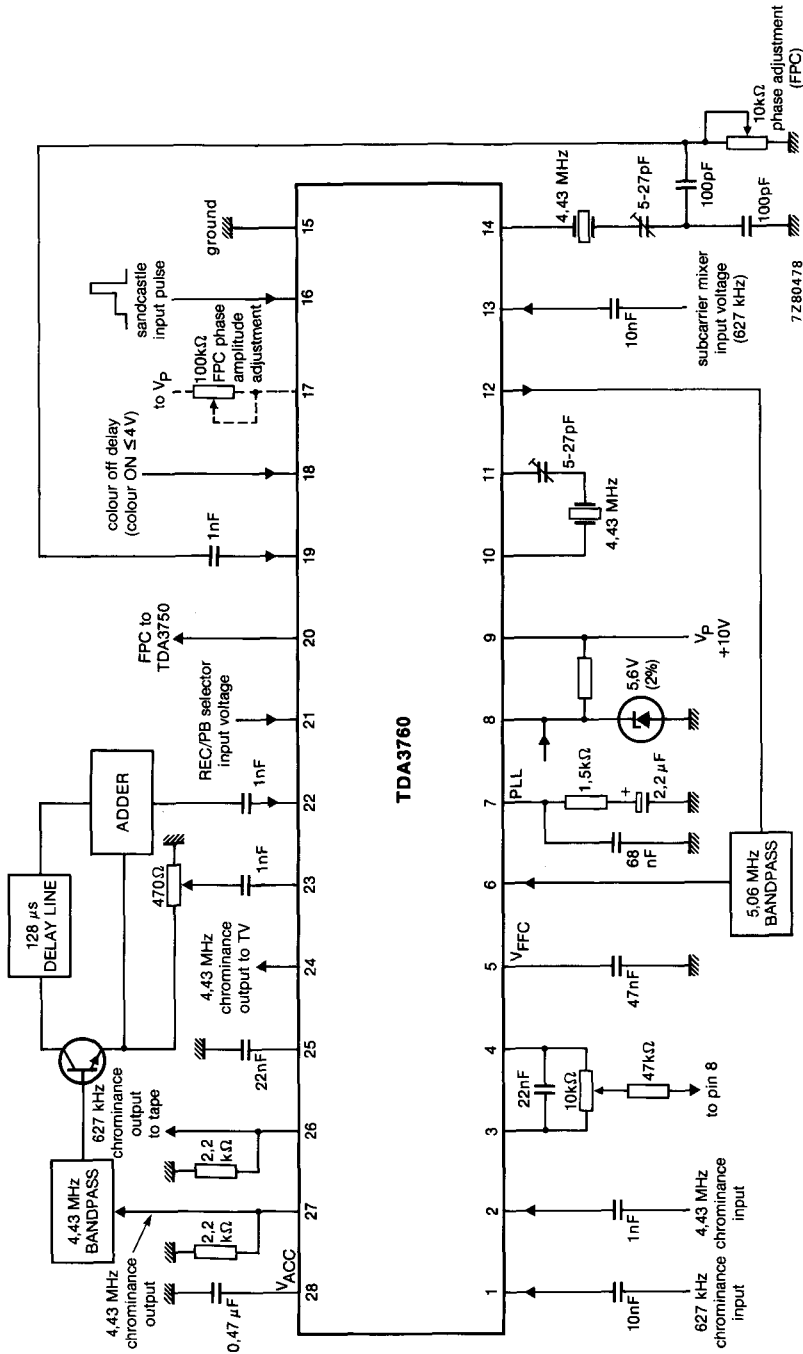 128 µs
DELAY LINE
ADDER
4,43 MHz
BANDPASS
4,43 MHz
chrominance
output
627 kHz
chrominance
output
to tape
470Ω
1nF
1nF
REC/PB selector
input voltage
FPC to
TDA3750
1nF
colour off delay
(colour ON ≤ 4V)
to VP
100kΩ
FPC phase
amplitude
adjustment
sandcastle
input pulse
ground
0,47 µF
VACC
2,2
kΩ
2,2
kΩ
22nF
4,43 MHz
chrominance
output to TV
28
27
26
25
24
23
22
21
20
19
18
17
16
15
TDA3760
1
2
3
4
5
6
7
8
9
10
11
12
13
14
10nF
627 kHz
chrominance
input
1nF
4,43 MHz
chrominance
input
22nF
10kΩ
47kΩ
to pin 8
VFFC
47nF
5,06 MHz
BANDPASS
PLL
68
nF
1,5kΩ
+
2,2 µF
5,6V
(2%)
VP
+10V
4,43 MHz
5-27pF
10nF
subcarrier mixer
input voltage
(627 kHz)
4,43 MHz
5-27pF
100pF
100pF
10kΩ
phase adjustment
(FPC)
7Z80478